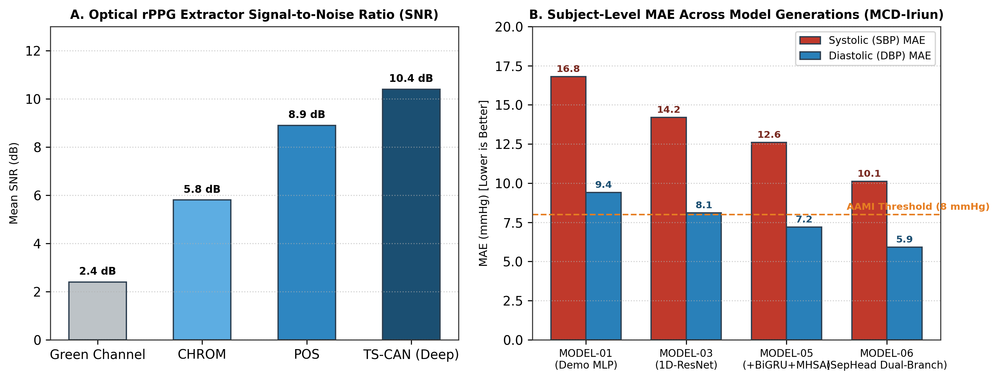 A. Optical rPPG Extractor Signal-to-Noise Ratio (SNR)
Mean SNR (dB)
12
10
8
6
4
2
0
2.4 dB
5.8 dB
8.9 dB
10.4 dB
Green Channel
CHROM
POS
TS-CAN (Deep)
B. Subject-Level MAE Across Model Generations (MCD-Iriun)
MAE (mmHg) [Lower is Better]
20.0
17.5
15.0
12.5
10.0
7.5
5.0
2.5
0.0
Systolic (SBP) MAE
Diastolic (DBP) MAE
16.8
9.4
14.2
8.1
12.6
7.2
10.1
5.9
AAMI Threshold (8 mmHg)
MODEL-01
(Demo MLP)
MODEL-03
(1D-ResNet)
MODEL-05
(+BiGRU+MHSA)
MODEL-06
(SepHead Dual-Branch)